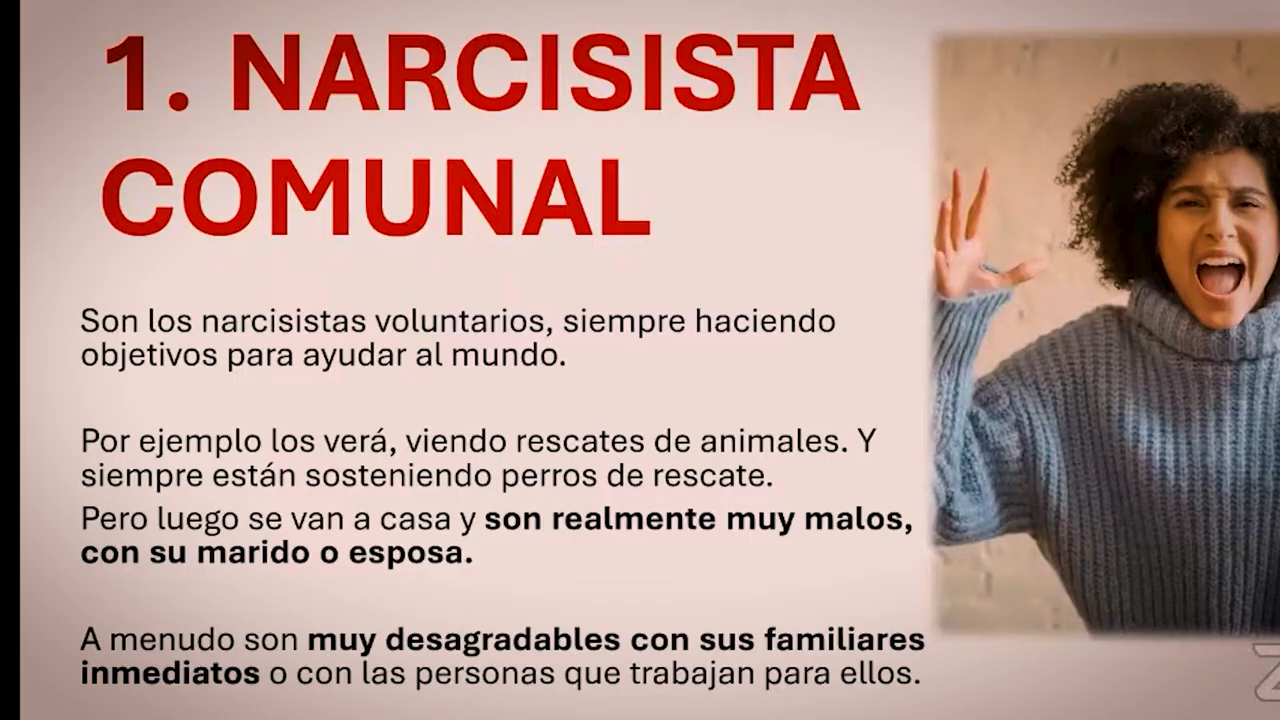 1. NARCISISTA
COMUNAL
Son los narcisistas voluntarios, siempre haciendo
objetivos para ayudar al mundo.
Por ejemplo los verá, viendo rescates de animales. Y
siempre están sosteniendo perros de rescate.
Pero luego se van a casa y son realmente muy malos,
con su marido o esposa.
A menudo son muy desagradables con sus familiares
inmediatos o con las personas que trabajan para ellos.